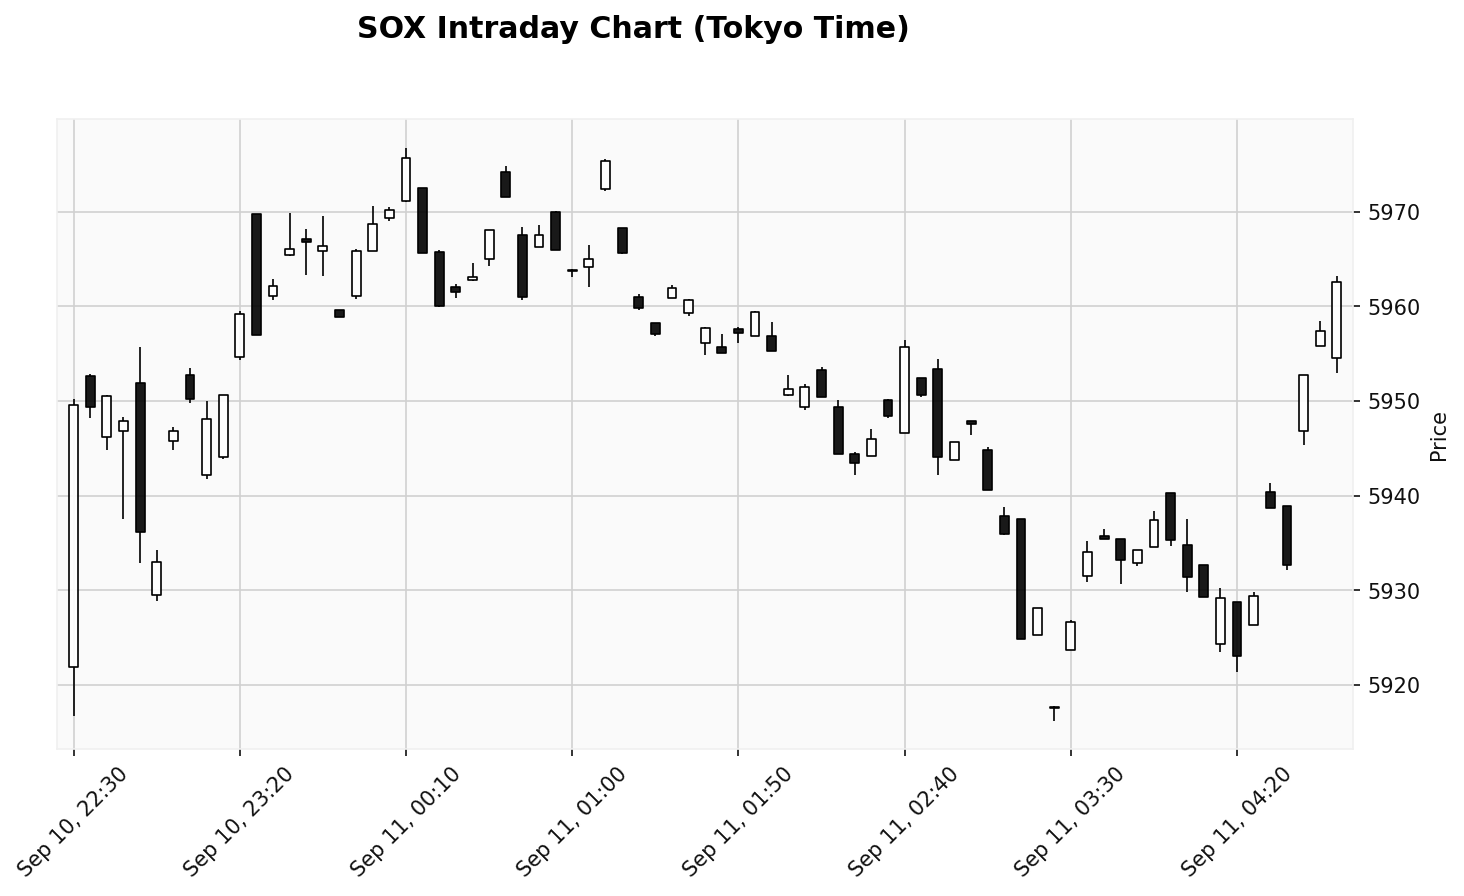 SOX Intraday Chart (Tokyo Time)
5970
5960
5950
5940
5930
5920
Price
Sep 10, 22:30
Sep 10, 23:20
Sep 11, 00:10
Sep 11, 01:00
Sep 11, 01:50
Sep 11, 02:40
Sep 11, 03:30
Sep 11, 04:20